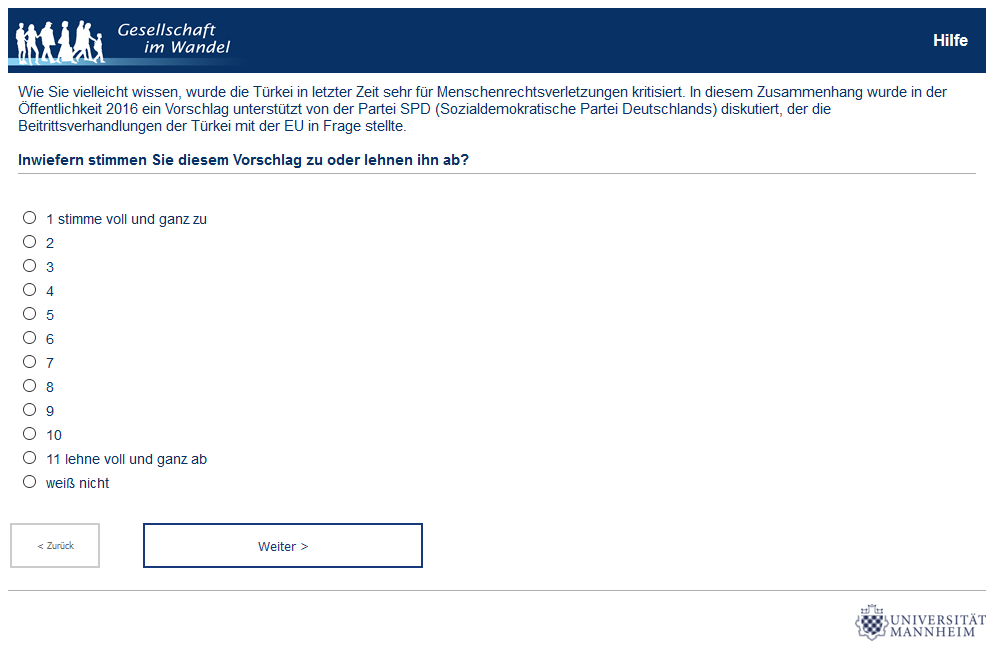 Gesellschaft
im Wandel
Hilfe
Wie Sie vielleicht wissen, wurde die Türkei in letzter Zeit sehr für Menschenrechtsverletzungen kritisiert. In diesem Zusammenhang wurde in der
Öffentlichkeit 2016 ein Vorschlag unterstützt von der Partei SPD (Sozialdemokratische Partei Deutschlands) diskutiert, der die
Beitrittsverhandlungen der Türkei mit der EU in Frage stellte.
Inwiefern stimmen Sie diesem Vorschlag zu oder lehnen ihn ab?
1 stimme voll und ganz zu
2
3
4
5
6
7
8
9
10
11 lehne voll und ganz ab
weiß nicht
< Zurück
Weiter >
UNIVERSITÄT
MANNHEIM